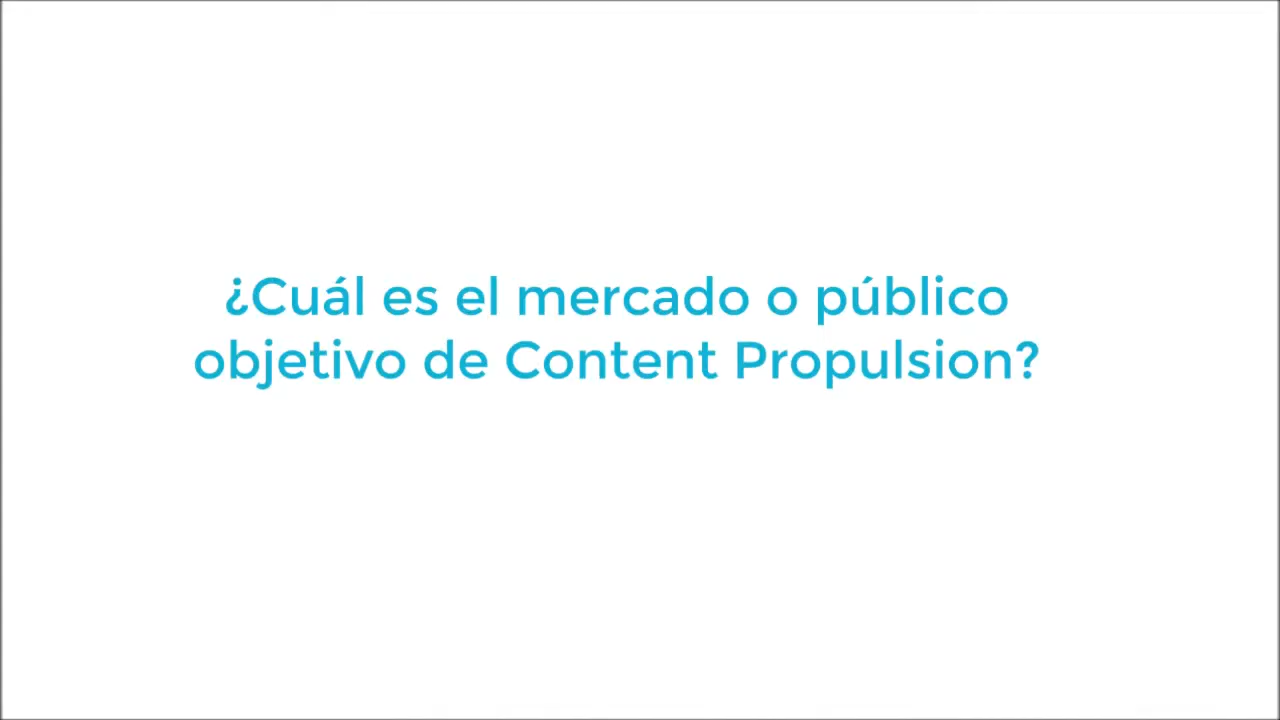 ¿Cuál es el mercado o público
objetivo de Content Propulsion?